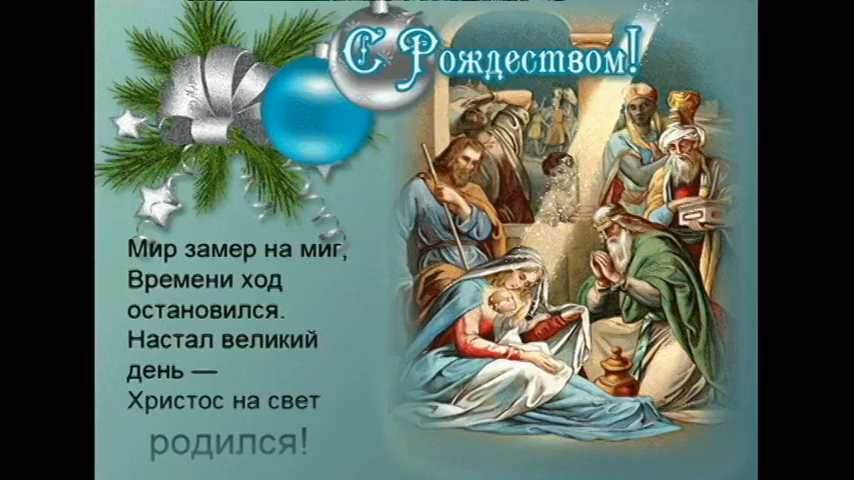 С Рождеством!
Мир замер на миг,
Времени ход
остановился.
Настал великий
день —
Христос на свет
родился!